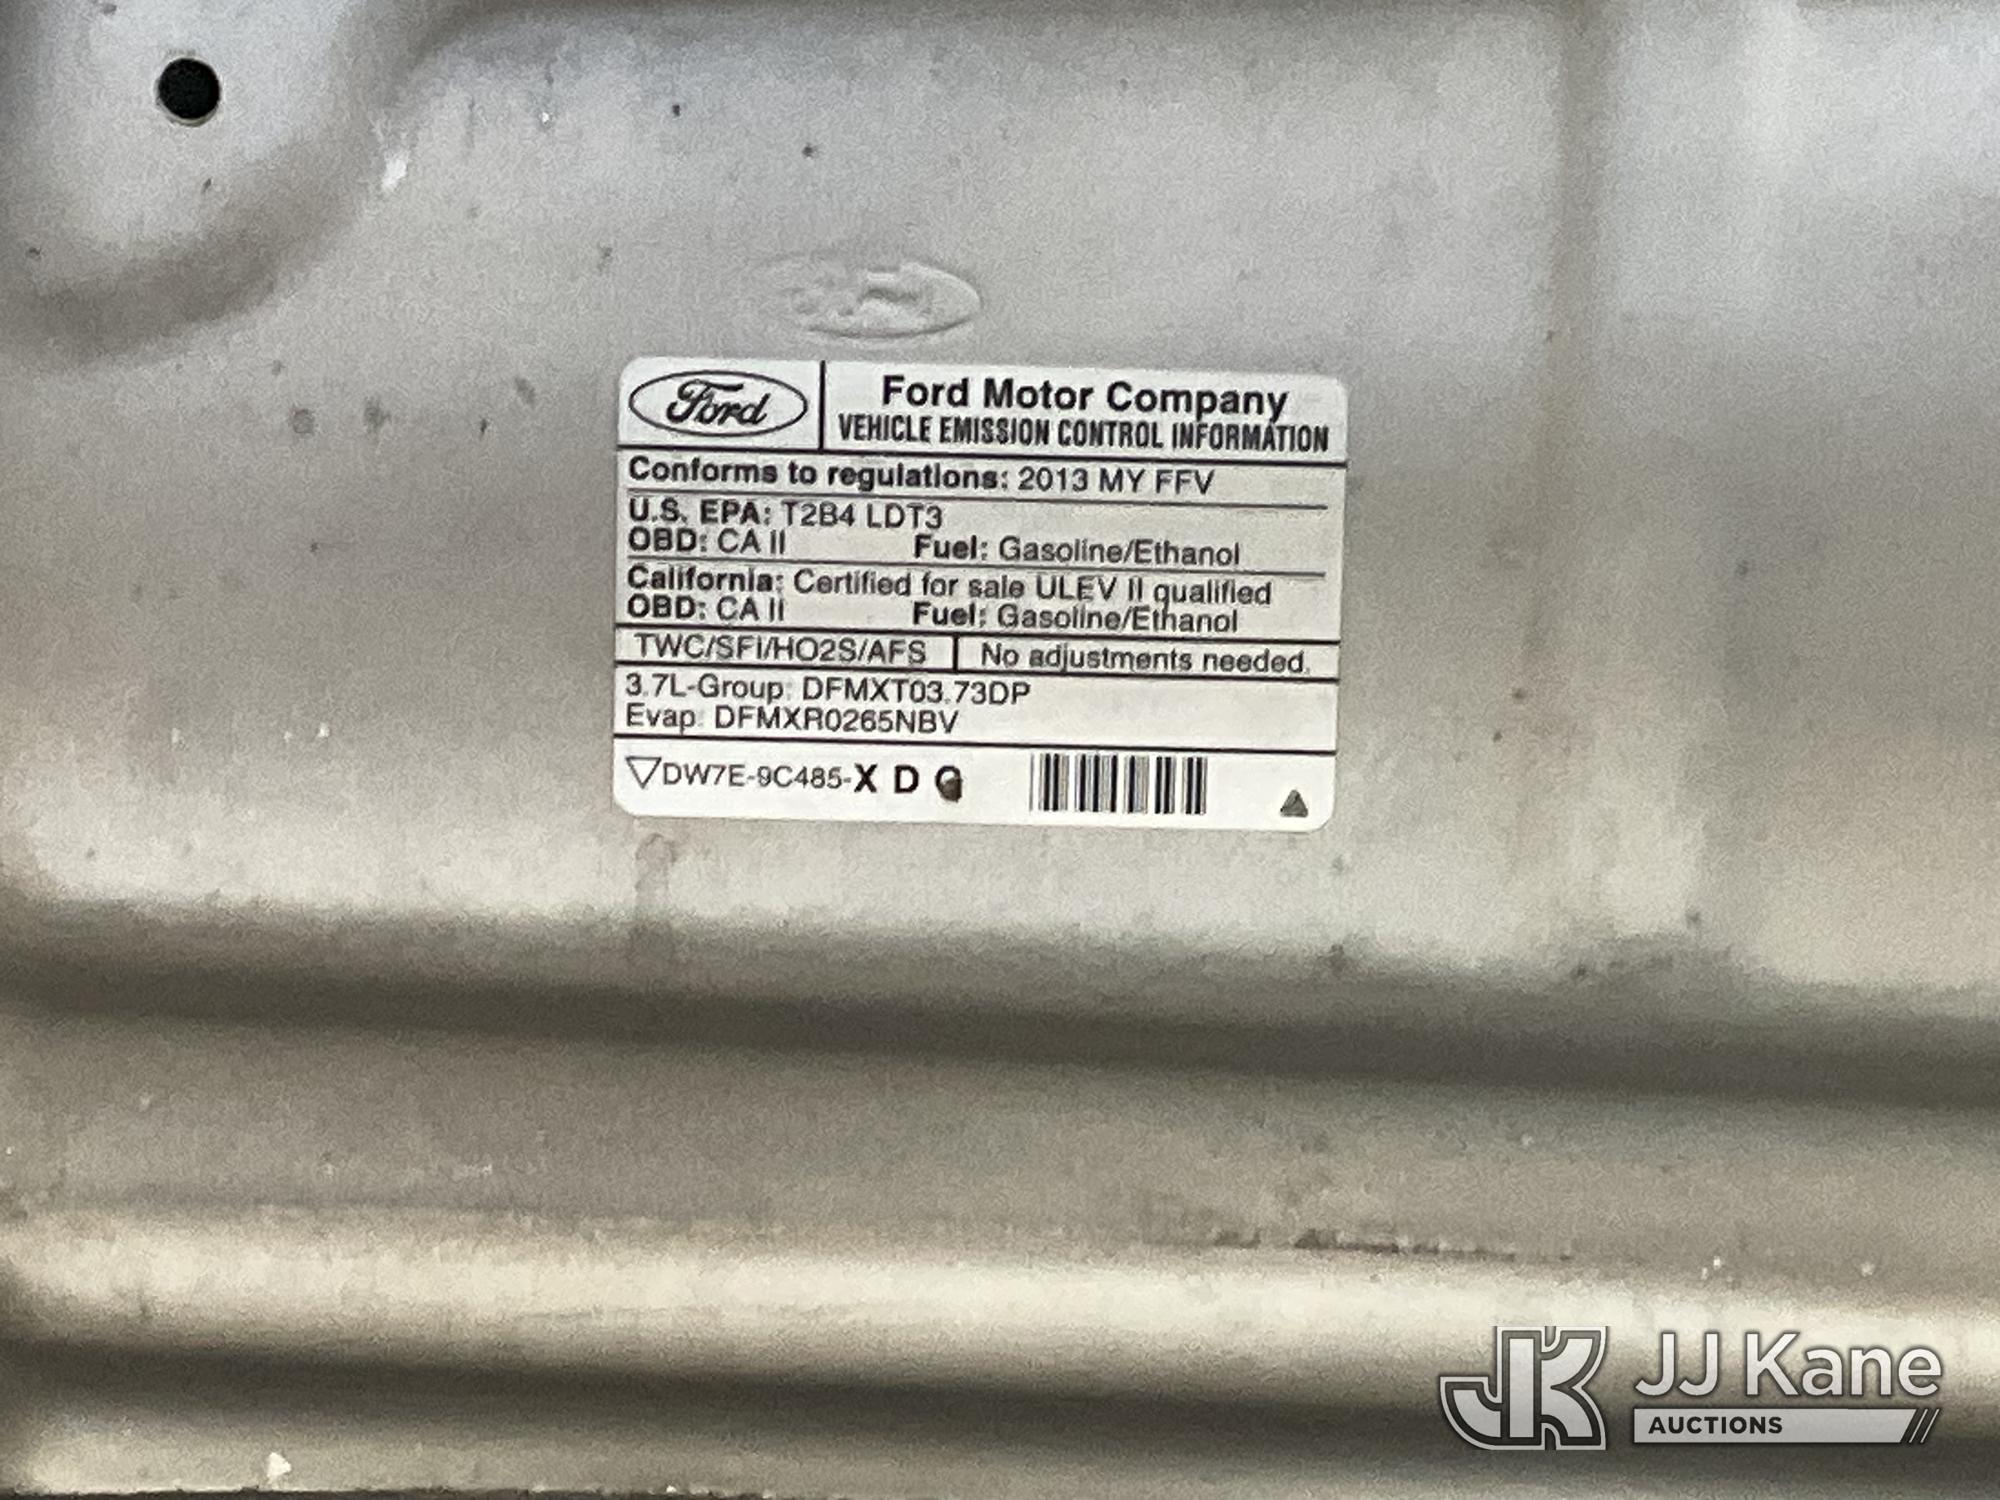 Ford
Ford Motor Company
VEHICLE EMISSION CONTROL INFORMATION
Conforms to regulations: 2013 MY FFV
U.S. EPA: T2B4 LDT3
OBD: CA II Fuel: Gasoline/Ethanol
California: Certified for sale ULEV II qualified
OBD: CA II Fuel: Gasoline/Ethanol
TWC/SFI/HO2S/AFS No adjustments needed.
3.7L-Group: DFMXT03.73DP
Evap: DFMXR0265NBV
DW7E-9C485-X D
JK JJ Kane
AUCTIONS